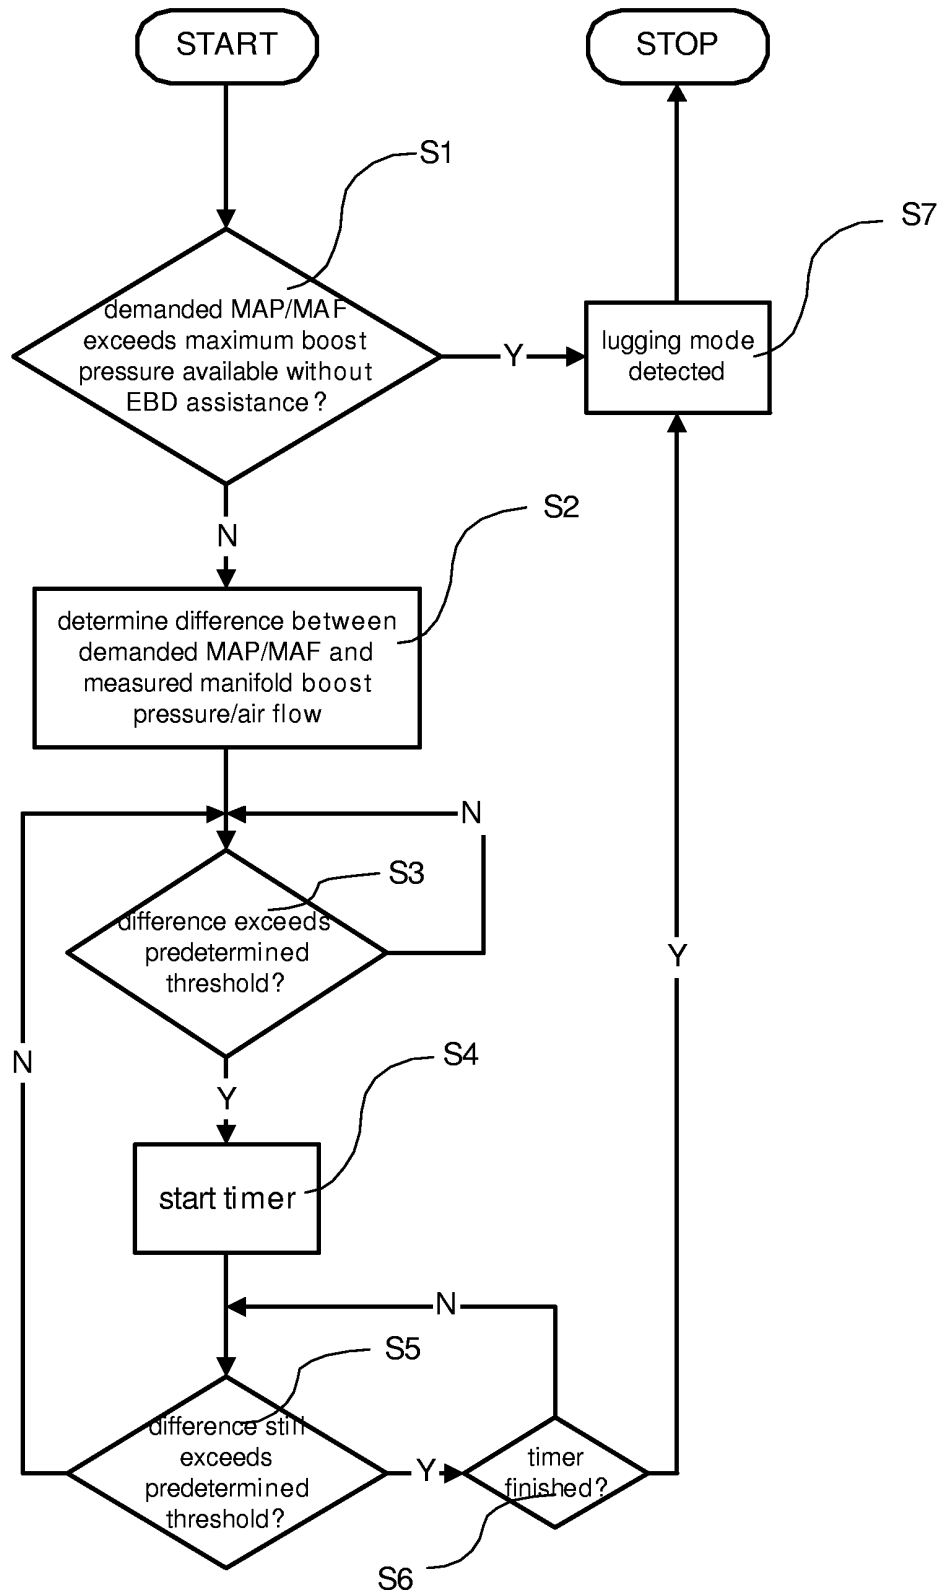 START
STOP
S1
S7
demanded MAP/MAF
exceeds maximum boost
pressure available without
EBD assistance?
Y
lugging mode
detected
N
S2
determine difference between
demanded MAP/MAF and
measured manifold boost
pressure/air flow
N
S3
difference exceeds
predetermined
threshold?
Y
N
S4
Y
start timer
N
S5
difference still
exceeds
predetermined
threshold?
Y
timer
finished?
S6